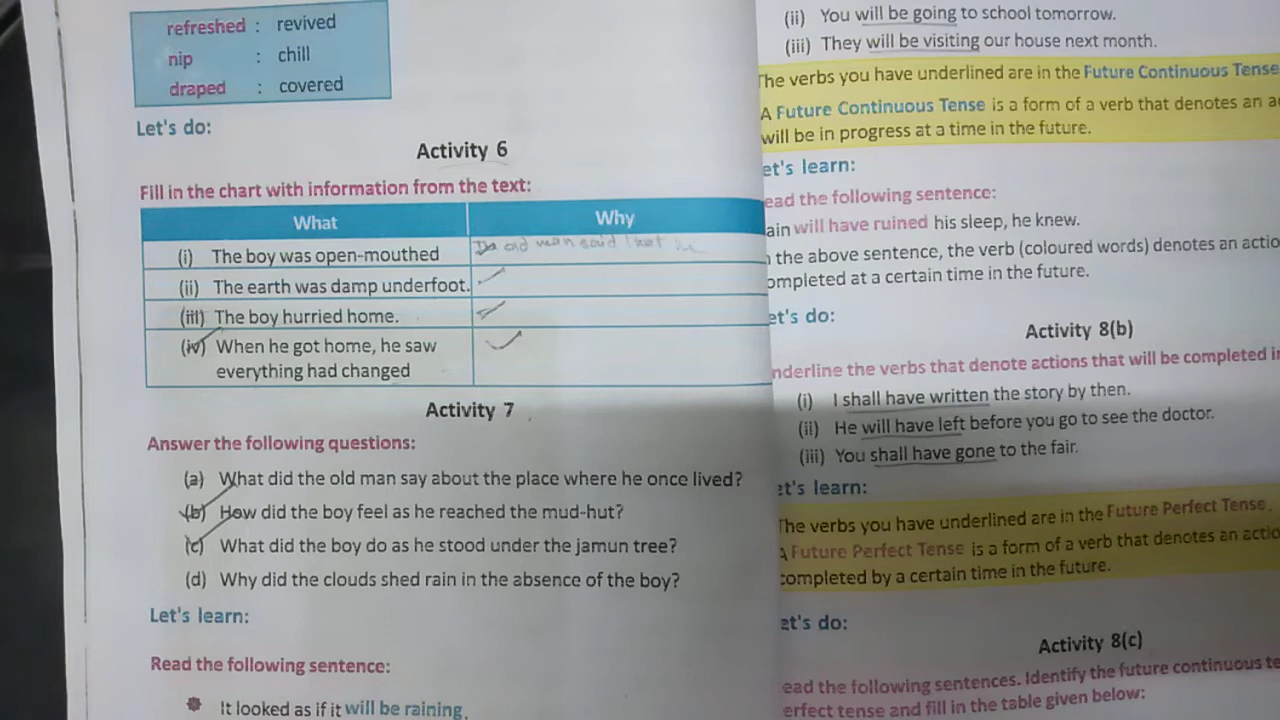 refreshed : revived
nip : chill
draped : covered
Let's do:
Activity 6
Fill in the chart with information from the text:
What Why
(i) The boy was open-mouthed old man said
(ii) The earth was damp underfoot.
(iii) The boy hurried home.
(iv) When he got home, he saw
everything had changed
Activity 7
Answer the following questions:
(a) What did the old man say about the place where he once lived?
(b) How did the boy feel as he reached the mud-hut?
(c) What did the boy do as he stood under the jamun tree?
(d) Why did the clouds shed rain in the absence of the boy?
Let's learn:
Read the following sentence:
It looked as if it will be raining.
(ii) You will be going to school tomorrow.
(iii) They will be visiting our house next month.
The verbs you have underlined are in the Future Continuous Tense
A Future Continuous Tense is a form of a verb that denotes an a
will be in progress at a time in the future.
et's learn:
ead the following sentence:
ain will have ruined his sleep, he knew.
n the above sentence, the verb (coloured words) denotes an actio
ompleted at a certain time in the future.
et's do:
Activity 8(b)
nderline the verbs that denote actions that will be completed i
(i) I shall have written the story by then.
(ii) He will have left before you go to see the doctor.
(iii) You shall have gone to the fair.
et's learn:
The verbs you have underlined are in the Future Perfect Tense.
A Future Perfect Tense is a form of a verb that denotes an actio
completed by a certain time in the future.
et's do:
Activity 8(c)
ead the following sentences. Identify the future continuous te
erfect tense and fill in the table given below: